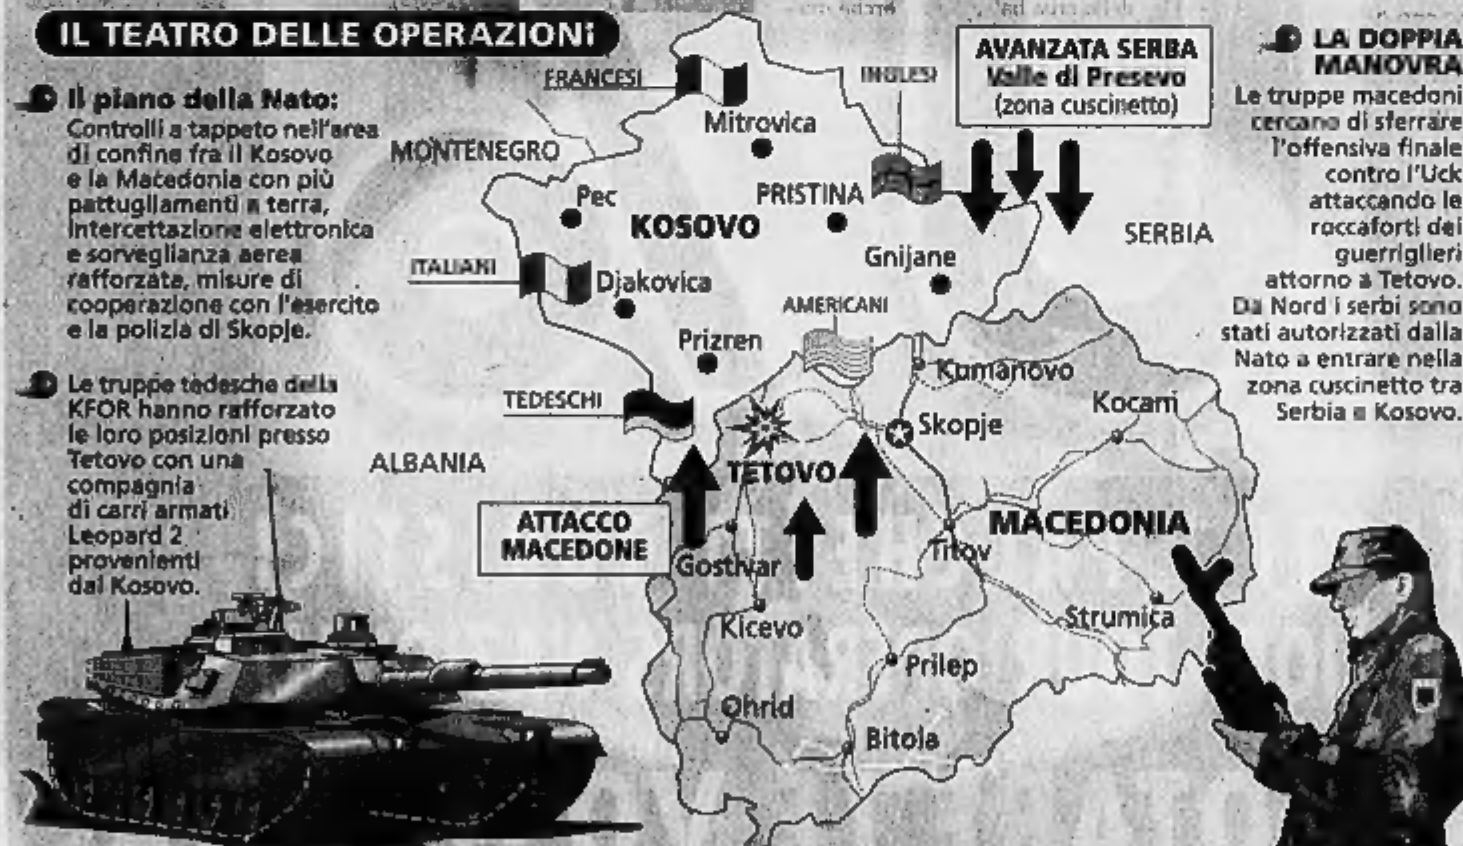 IL TEATRO DELLE OPERAZIONI
Il piano della Nato:
Controlli a tappeto nell'area
di confine fra il Kosovo
e la Macedonia con più
pattugliamenti a terra,
intercettazione elettronica
e sorveglianza aerea
rafforzata, misure di
cooperazione con l'esercito
e la polizia di Skopje.
Le truppe tedesche della
KFOR hanno rafforzato
le loro posizioni presso
Tetovo con una
compagnia
di carri armati
Leopard 2
provenienti
dal Kosovo.
FRANCESI
INGLESI
MONTENEGRO
Mitrovica
Pec
PRISTINA
KOSOVO
ITALIANI
Djakovica
Gnijane
AMERICANI
Prizren
TEDESCHI
ALBANIA
SERBIA
AVANZATA SERBA
Valle di Presevo
(zona cuscinetto)
Kumanovo
Kocani
Skopje
TETOVO
ATTACCO
MACEDONE
MACEDONIA
Titov
Gostivar
Kicevo
Strumica
Prilep
Ohrid
Bitola
LA DOPPIA
MANOVRA
Le truppe macedoni
cercano di sferrare
l'offensiva finale
contro l'Uck
attaccando le
roccaforti dei
guerriglieri
attorno a Tetovo.
Da Nord i serbi sono
stati autorizzati dalla
Nato a entrare nella
zona cuscinetto tra
Serbia e Kosovo.